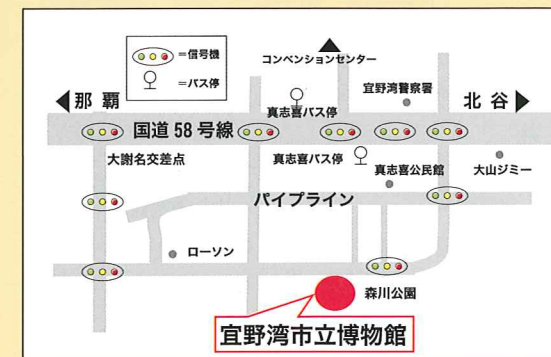 =信号機
=バス停
コンベンションセンター
宜野湾警察署
真志喜バス停
那覇
北谷
国道58号線
大謝名交差点
真志喜バス停
真志喜公民館
大山ジミー
パイプライン
ローソン
森川公園
宜野湾市立博物館